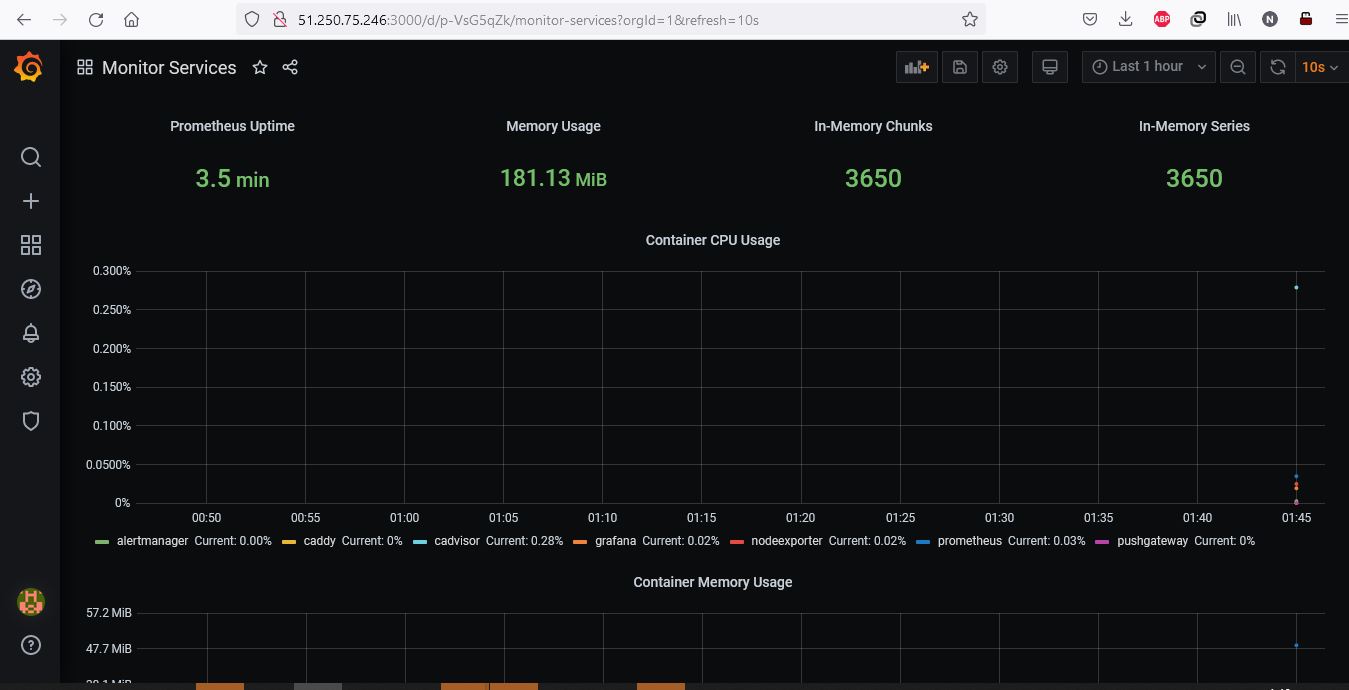 51.250.75.246:3000/d/p-VsG5qZk/monitor-services?orgId=1&refresh=10s
ABP
N
Monitor Services
Last 1 hour
10s
Prometheus Uptime
Memory Usage
In-Memory Chunks
In-Memory Series
3.5 min
181.13 MiB
3650
3650
Container CPU Usage
0.300%
0.250%
0.200%
0.150%
0.100%
0.0500%
0%
00:50 00:55 01:00 01:05 01:10 01:15 01:20 01:25 01:30 01:35 01:40 01:45
alertmanager Current: 0.00% caddy Current: 0% cadvisor Current: 0.28% grafana Current: 0.02% nodeexporter Current: 0.02% prometheus Current: 0.03% pushgateway Current: 0%
Container Memory Usage
57.2 MiB
47.7 MiB